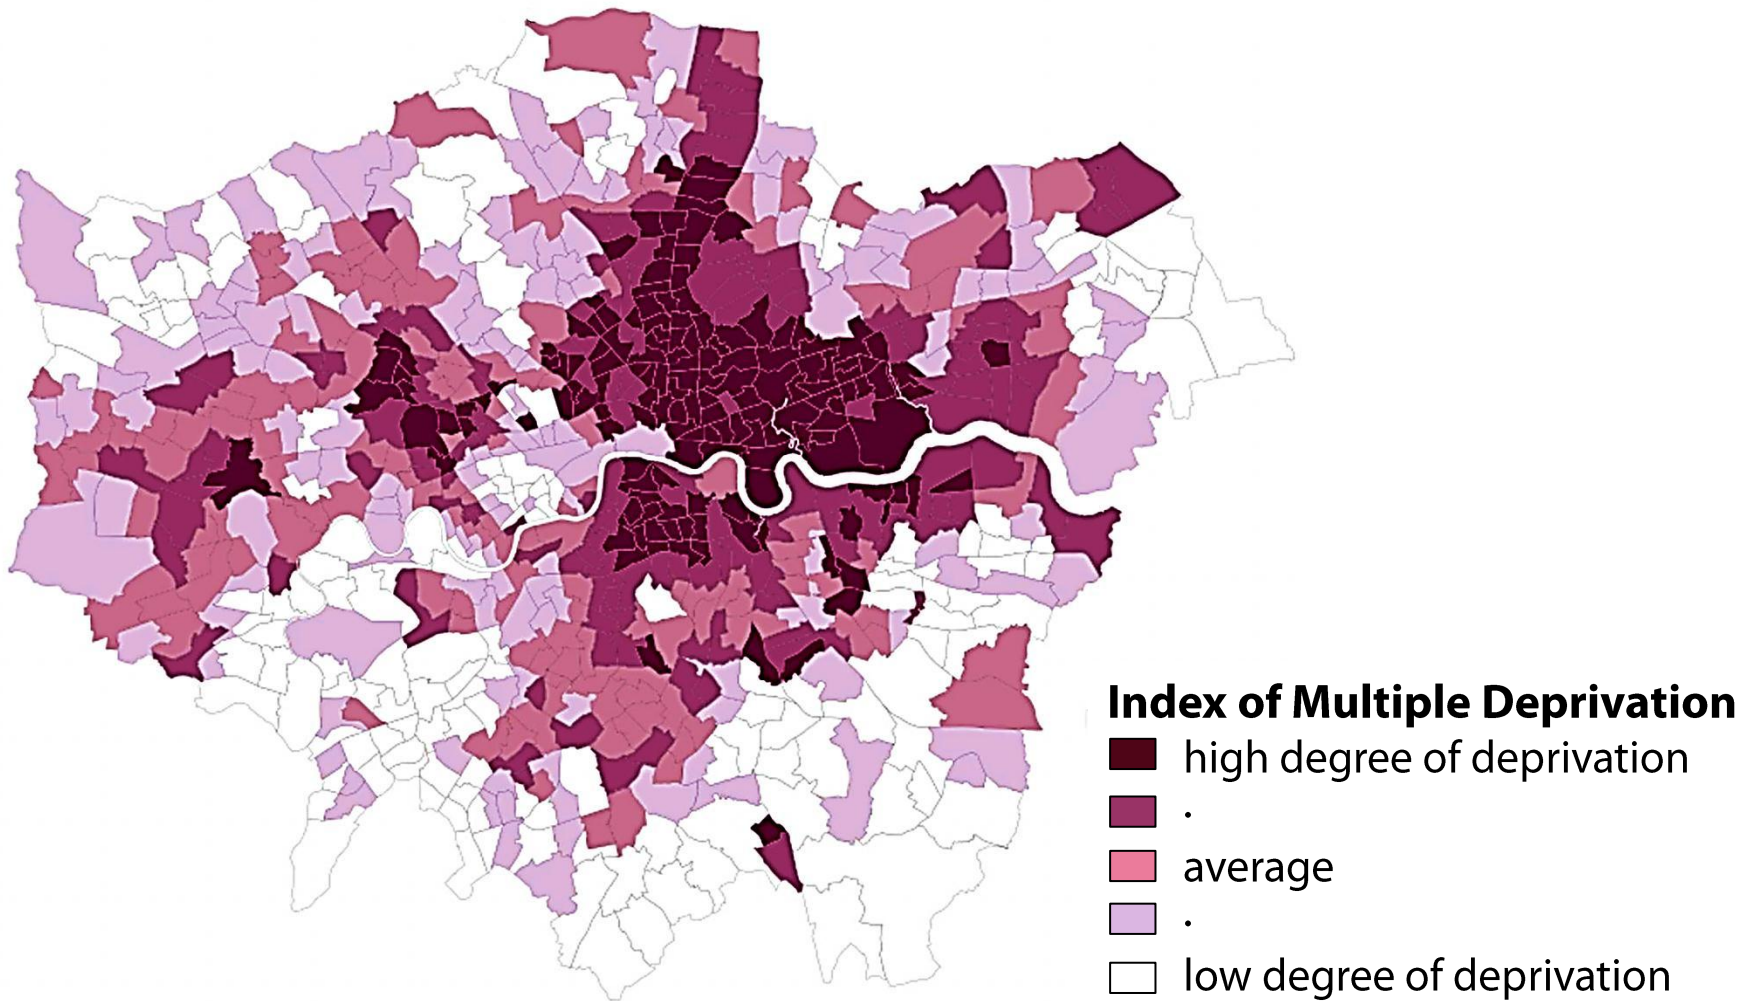 Index of Multiple Deprivation
high degree of deprivation
.
average
.
low degree of deprivation